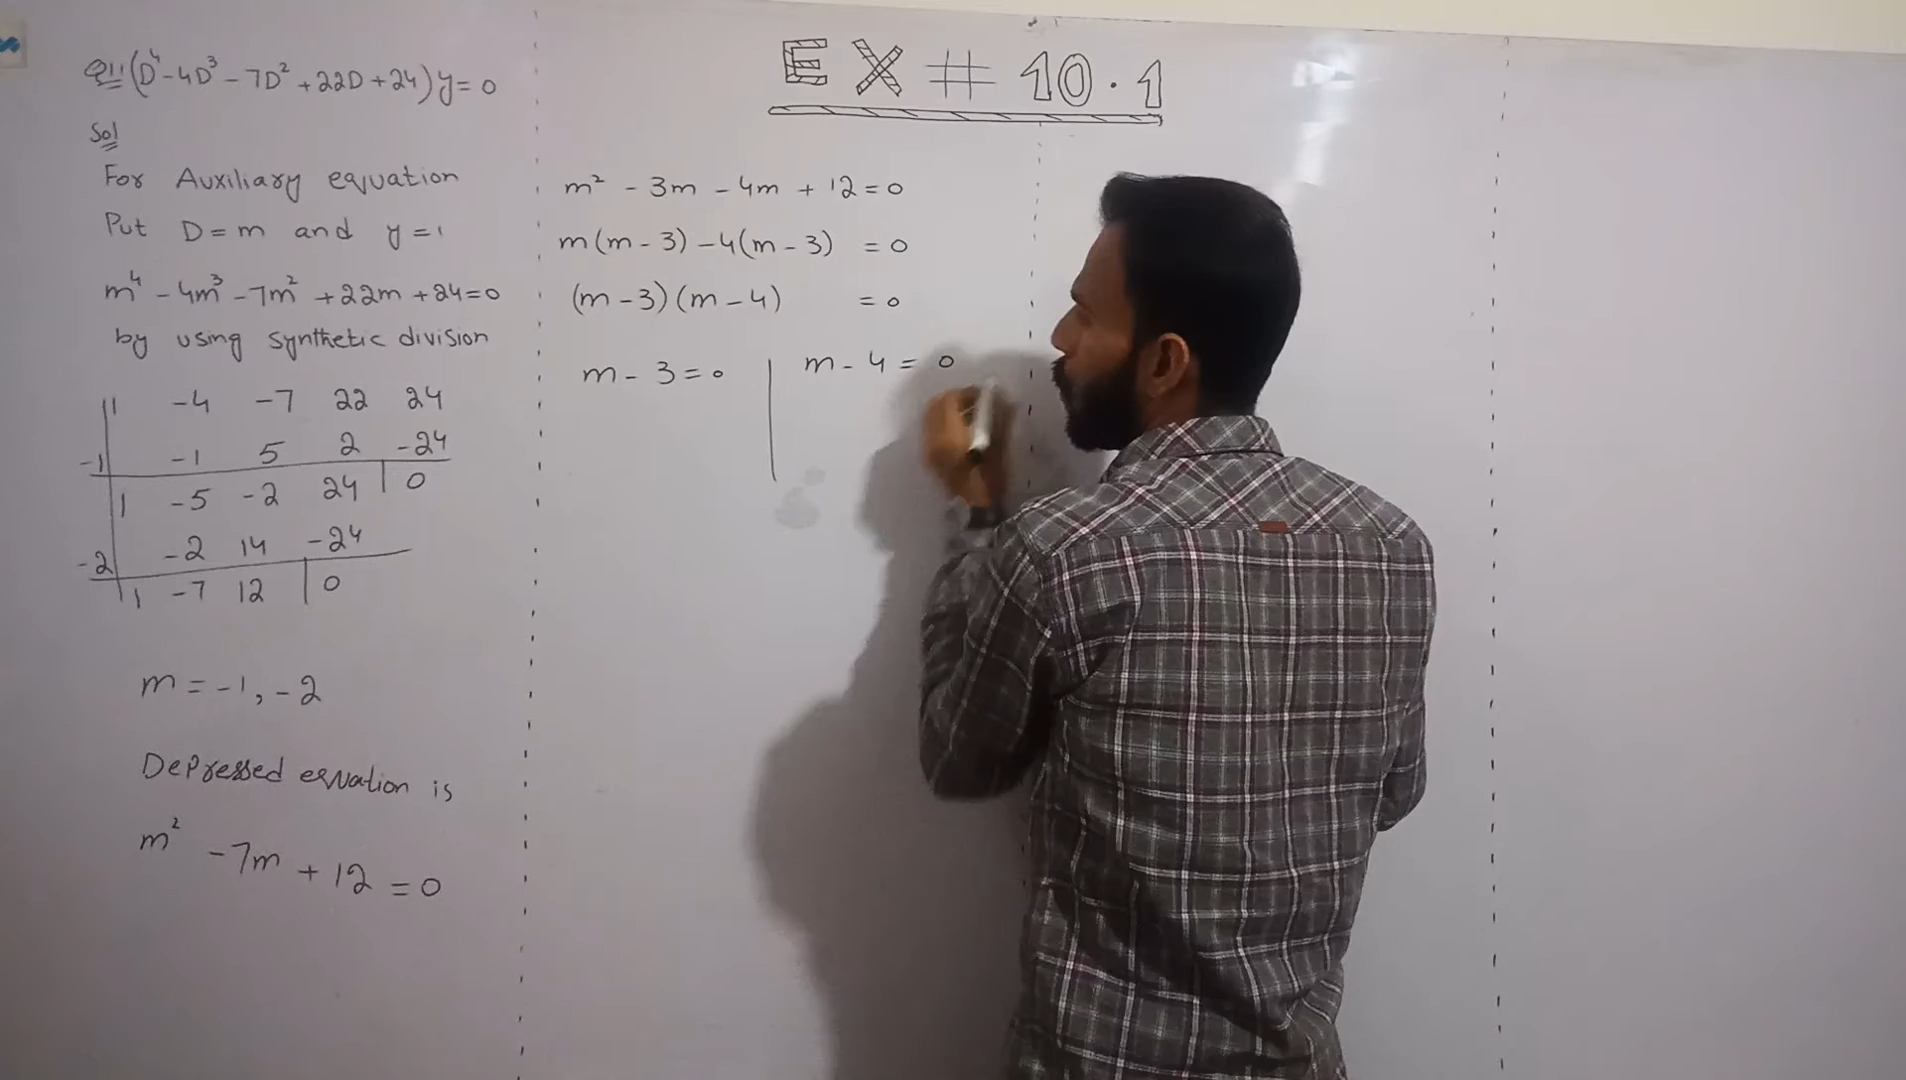 EX # 10.1
Q11 (D⁴ - 4D³ - 7D² + 22D + 24) y = 0
Sol
For Auxiliary equation
Put D = m and y = 1
m⁴ - 4m³ - 7m² + 22m + 24 = 0
by using synthetic division
1 -4 -7 22 24
-1 -1 5 2 -24
1 -5 -2 24 0
-2 -2 14 -24
1 -7 12 0
m = -1, -2
Depressed equation is
m² - 7m + 12 = 0
m² - 3m - 4m + 12 = 0
m(m - 3) - 4(m - 3) = 0
(m - 3)(m - 4) = 0
m - 3 = 0 | m - 4 = 0